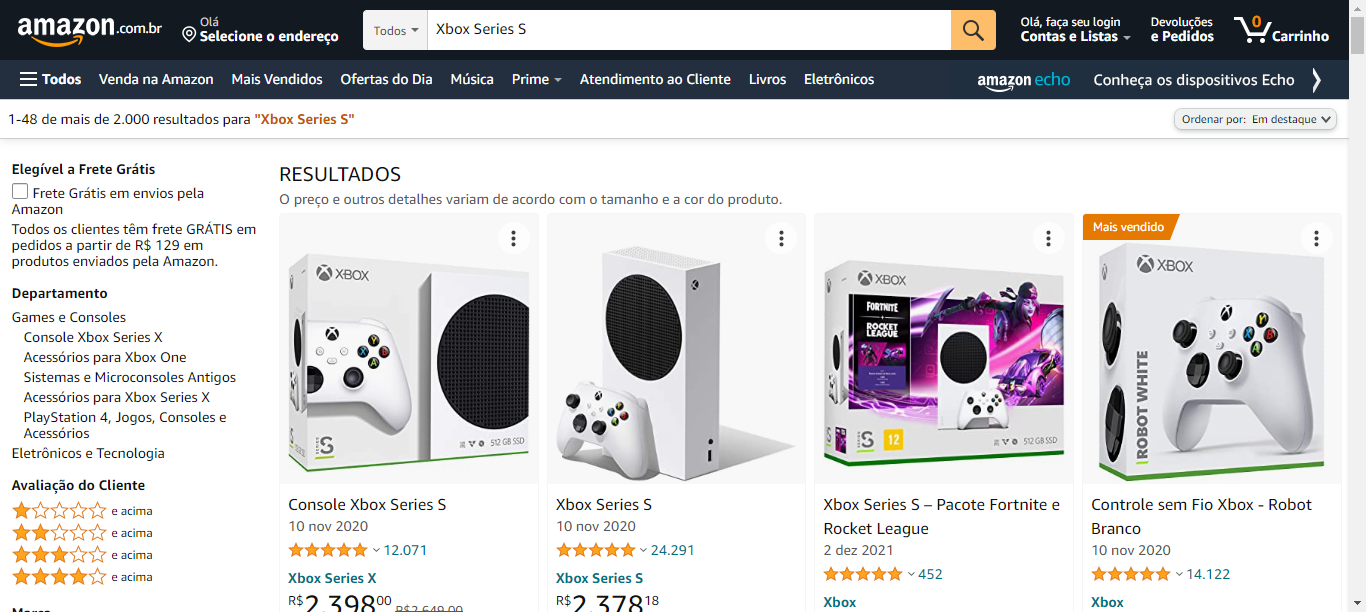 amazon.com.br
Olá
Selecione o endereço
Todos
Xbox Series S
Olá, faça seu login
Contas e Listas
Devoluções
e Pedidos
0
Carrinho
Todos
Venda na Amazon
Mais Vendidos
Ofertas do Dia
Música
Prime
Atendimento ao Cliente
Livros
Eletrônicos
amazon echo
Conheça os dispositivos Echo
1-48 de mais de 2.000 resultados para "Xbox Series S"
Ordenar por: Em destaque
Elegível a Frete Grátis
Frete Grátis em envios pela
Amazon
Todos os clientes têm frete GRÁTIS em
pedidos a partir de R$ 129 em
produtos enviados pela Amazon.
Departamento
Games e Consoles
Console Xbox Series X
Acessórios para Xbox One
Sistemas e Microconsoles Antigos
Acessórios para Xbox Series X
PlayStation 4, Jogos, Consoles e
Acessórios
Eletrônicos e Tecnologia
Avaliação do Cliente
e acima
e acima
e acima
e acima
Marca
RESULTADOS
O preço e outros detalhes variam de acordo com o tamanho e a cor do produto.
XBOX
SERIES S
512 GB SSD
Console Xbox Series S
10 nov 2020
12.071
Xbox Series X
R$2.39800 R$2.649,00
Xbox Series S
10 nov 2020
24.291
Xbox Series S
R$2.37818
XBOX
FORTNITE
ROCKET
LEAGUE
SERIES S
12
512 GB SSD
Xbox Series S – Pacote Fortnite e
Rocket League
2 dez 2021
452
Xbox
Mais vendido
XBOX
ROBOT WHITE
Y
X
B
A
Controle sem Fio Xbox - Robot
Branco
10 nov 2020
14.122
Xbox